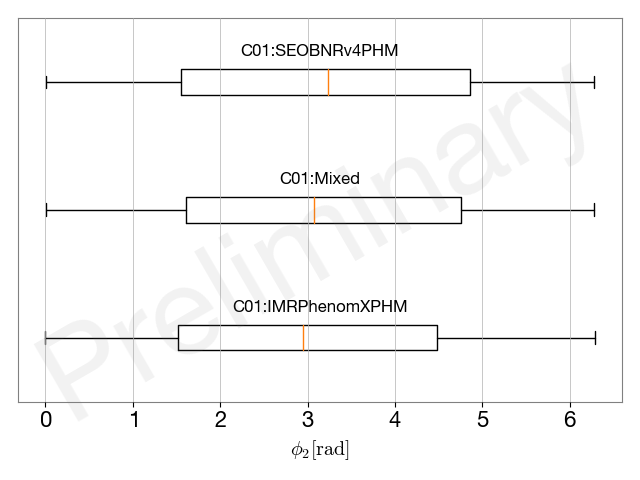 C01:SEOBNRv4PHM
C01:Mixed
C01:IMRPhenomXPHM
Preliminary
0 1 2 3 4 5 6
ϕ₂[rad]